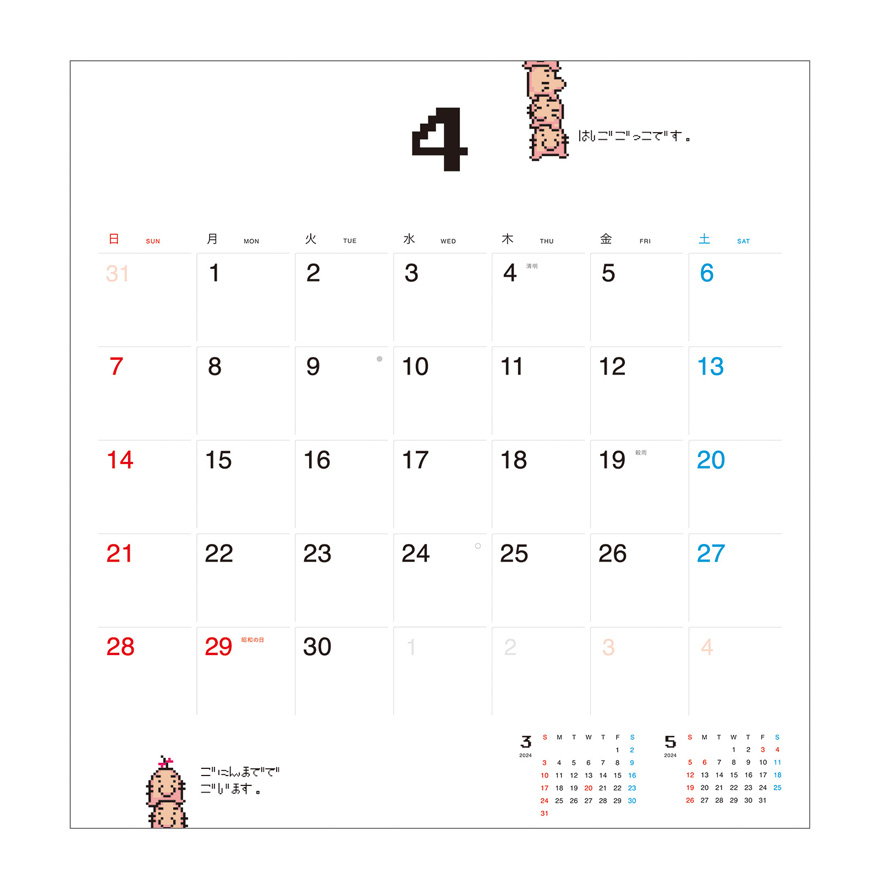 4
はしごごっこです。
日 SUN 月 MON 火 TUE 水 WED 木 THU 金 FRI 土 SAT
31 1 2 3 4 清明 5 6
7 8 9 10 11 12 13
14 15 16 17 18 19 穀雨 20
21 22 23 24 25 26 27
28 29 昭和の日 30 1 2 3 4
ごにんまでで
ごじます。
3
2024
S M T W T F S
1 2
3 4 5 6 7 8 9
10 11 12 13 14 15 16
17 18 19 20 21 22 23
24 25 26 27 28 29 30
31
5
2024
S M T W T F S
1 2 3 4
5 6 7 8 9 10 11
12 13 14 15 16 17 18
19 20 21 22 23 24 25
26 27 28 29 30 31